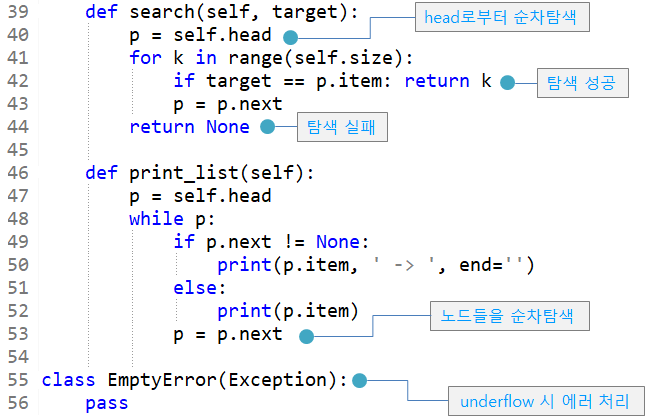 39     def search(self, target): head로부터 순차탐색
40         p = self.head
41         for k in range(self.size):
42             if target == p.item: return k 탐색 성공
43             p = p.next
44         return None 탐색 실패
45
46     def print_list(self):
47         p = self.head
48         while p:
49             if p.next != None:
50                 print(p.item, ' -> ', end='')
51             else:
52                 print(p.item) 노드들을 순차탐색
53             p = p.next
54
55 class EmptyError(Exception):
56     pass underflow 시 에러 처리